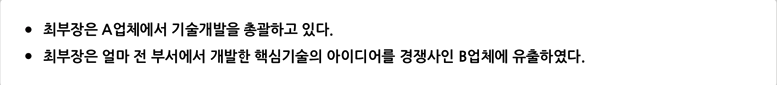 • 최부장은 A업체에서 기술개발을 총괄하고 있다.
• 최부장은 얼마 전 부서에서 개발한 핵심기술의 아이디어를 경쟁사인 B업체에 유출하였다.